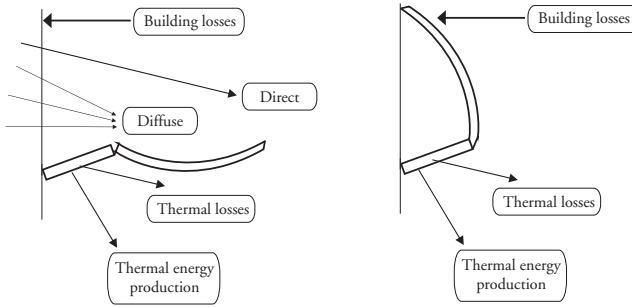 Building losses
Direct
Diffuse
Thermal losses
Thermal energy
production
Building losses
Thermal losses
Thermal energy
production